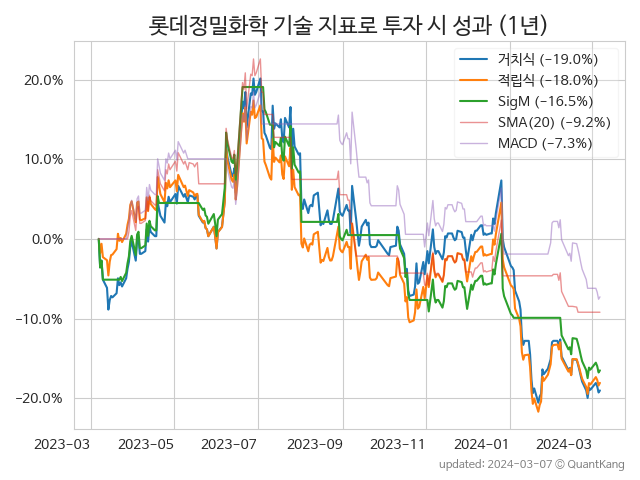 롯데정밀화학 기술 지표로 투자 시 성과 (1년)
거치식 (−19.0%)
적립식 (−18.0%)
SigM (−16.5%)
SMA(20) (−9.2%)
MACD (−7.3%)
20.0%
10.0%
0.0%
−10.0%
−20.0%
2023−03 2023−05 2023−07 2023−09 2023−11 2024−01 2024−03
updated: 2024−03−07 © QuantKang